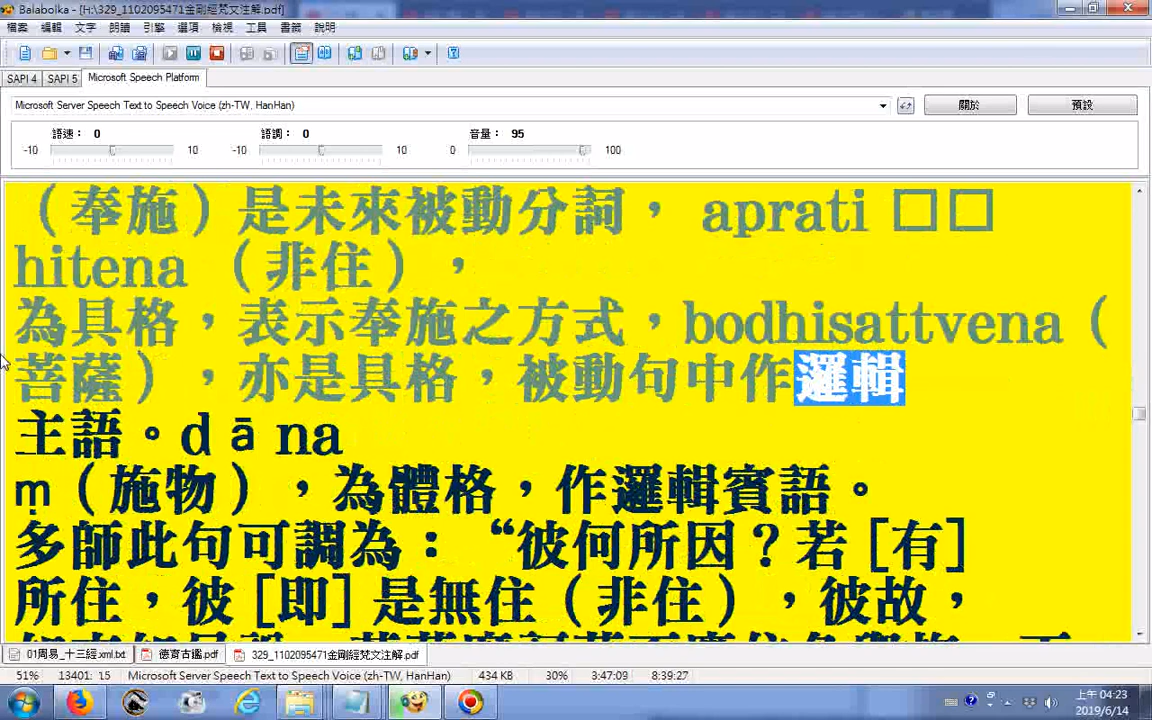 Balabolka - [H:\329_1102095471金剛經梵文注解.pdf]
檔案 編輯 文字 朗讀 引擎 選項 檢視 工具 書籤 說明
SAPI 4 SAPI 5 Microsoft Speech Platform
Microsoft Server Speech Text to Speech Voice (zh-TW, HanHan) 關於 預設
語速： 0 語調： 0 音量： 95
-10 10 -10 10 0 100
（奉施）是未來被動分詞， aprati □□
hitena （非住），
為具格，表示奉施之方式，bodhisattvena（
菩薩），亦是具格，被動句中作邏輯
主語。dāna
ṃ（施物），為體格，作邏輯賓語。
多師此句可調為：“彼何所因？若 [有]
所住，彼 [即] 是無住（非住），彼故，
01周易_十三經.xml.txt 德育古鑑.pdf 329_1102095471金剛經梵文注解.pdf
51% 13401: 15 Microsoft Server Speech Text to Speech Voice (zh-TW, HanHan) 434 KB 30% 3:47:09 8:39:27
上午 04:23
2019/6/14